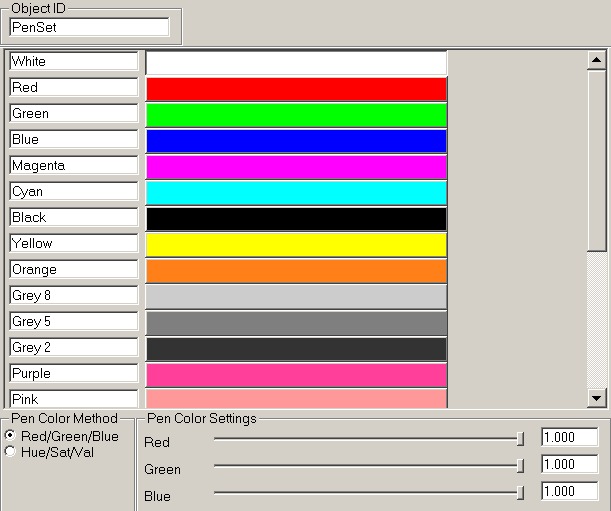 Object ID
PenSet
White
Red
Green
Blue
Magenta
Cyan
Black
Yellow
Orange
Grey 8
Grey 5
Grey 2
Purple
Pink
Pen Color Method
Red/Green/Blue
Hue/Sat/Val
Pen Color Settings
Red 1.000
Green 1.000
Blue 1.000